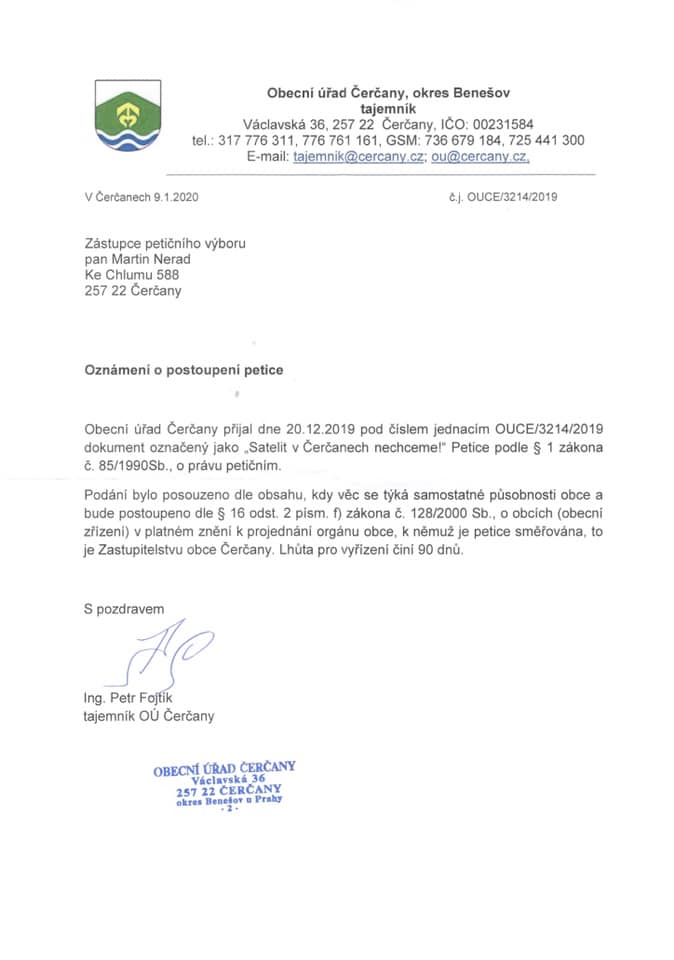 Obecní úřad Čerčany, okres Benešov
tajemník
Václavská 36, 257 22 Čerčany, IČO: 00231584
tel.: 317 776 311, 776 761 161, GSM: 736 679 184, 725 441 300
E-mail: tajemnik@cercany.cz; ou@cercany.cz,
V Čerčanech 9.1.2020 č.j. OUCE/3214/2019
Zástupce petičního výboru
pan Martin Nerad
Ke Chlumu 588
257 22 Čerčany
Oznámení o postoupení petice
Obecní úřad Čerčany přijal dne 20.12.2019 pod číslem jednacím OUCE/3214/2019
dokument označený jako „Satelit v Čerčanech nechceme!“ Petice podle § 1 zákona
č. 85/1990Sb., o právu petičním.
Podání bylo posouzeno dle obsahu, kdy věc se týká samostatné působnosti obce a
bude postoupeno dle § 16 odst. 2 písm. f) zákona č. 128/2000 Sb., o obcích (obecní
zřízení) v platném znění k projednání orgánu obce, k němuž je petice směřována, to
je Zastupitelstvu obce Čerčany. Lhůta pro vyřízení činí 90 dnů.
S pozdravem
Ing. Petr Fojtík
tajemník OÚ Čerčany
OBECNÍ ÚŘAD ČERČANY
Václavská 36
257 22 ČERČANY
okres Benešov u Prahy
- 2 -